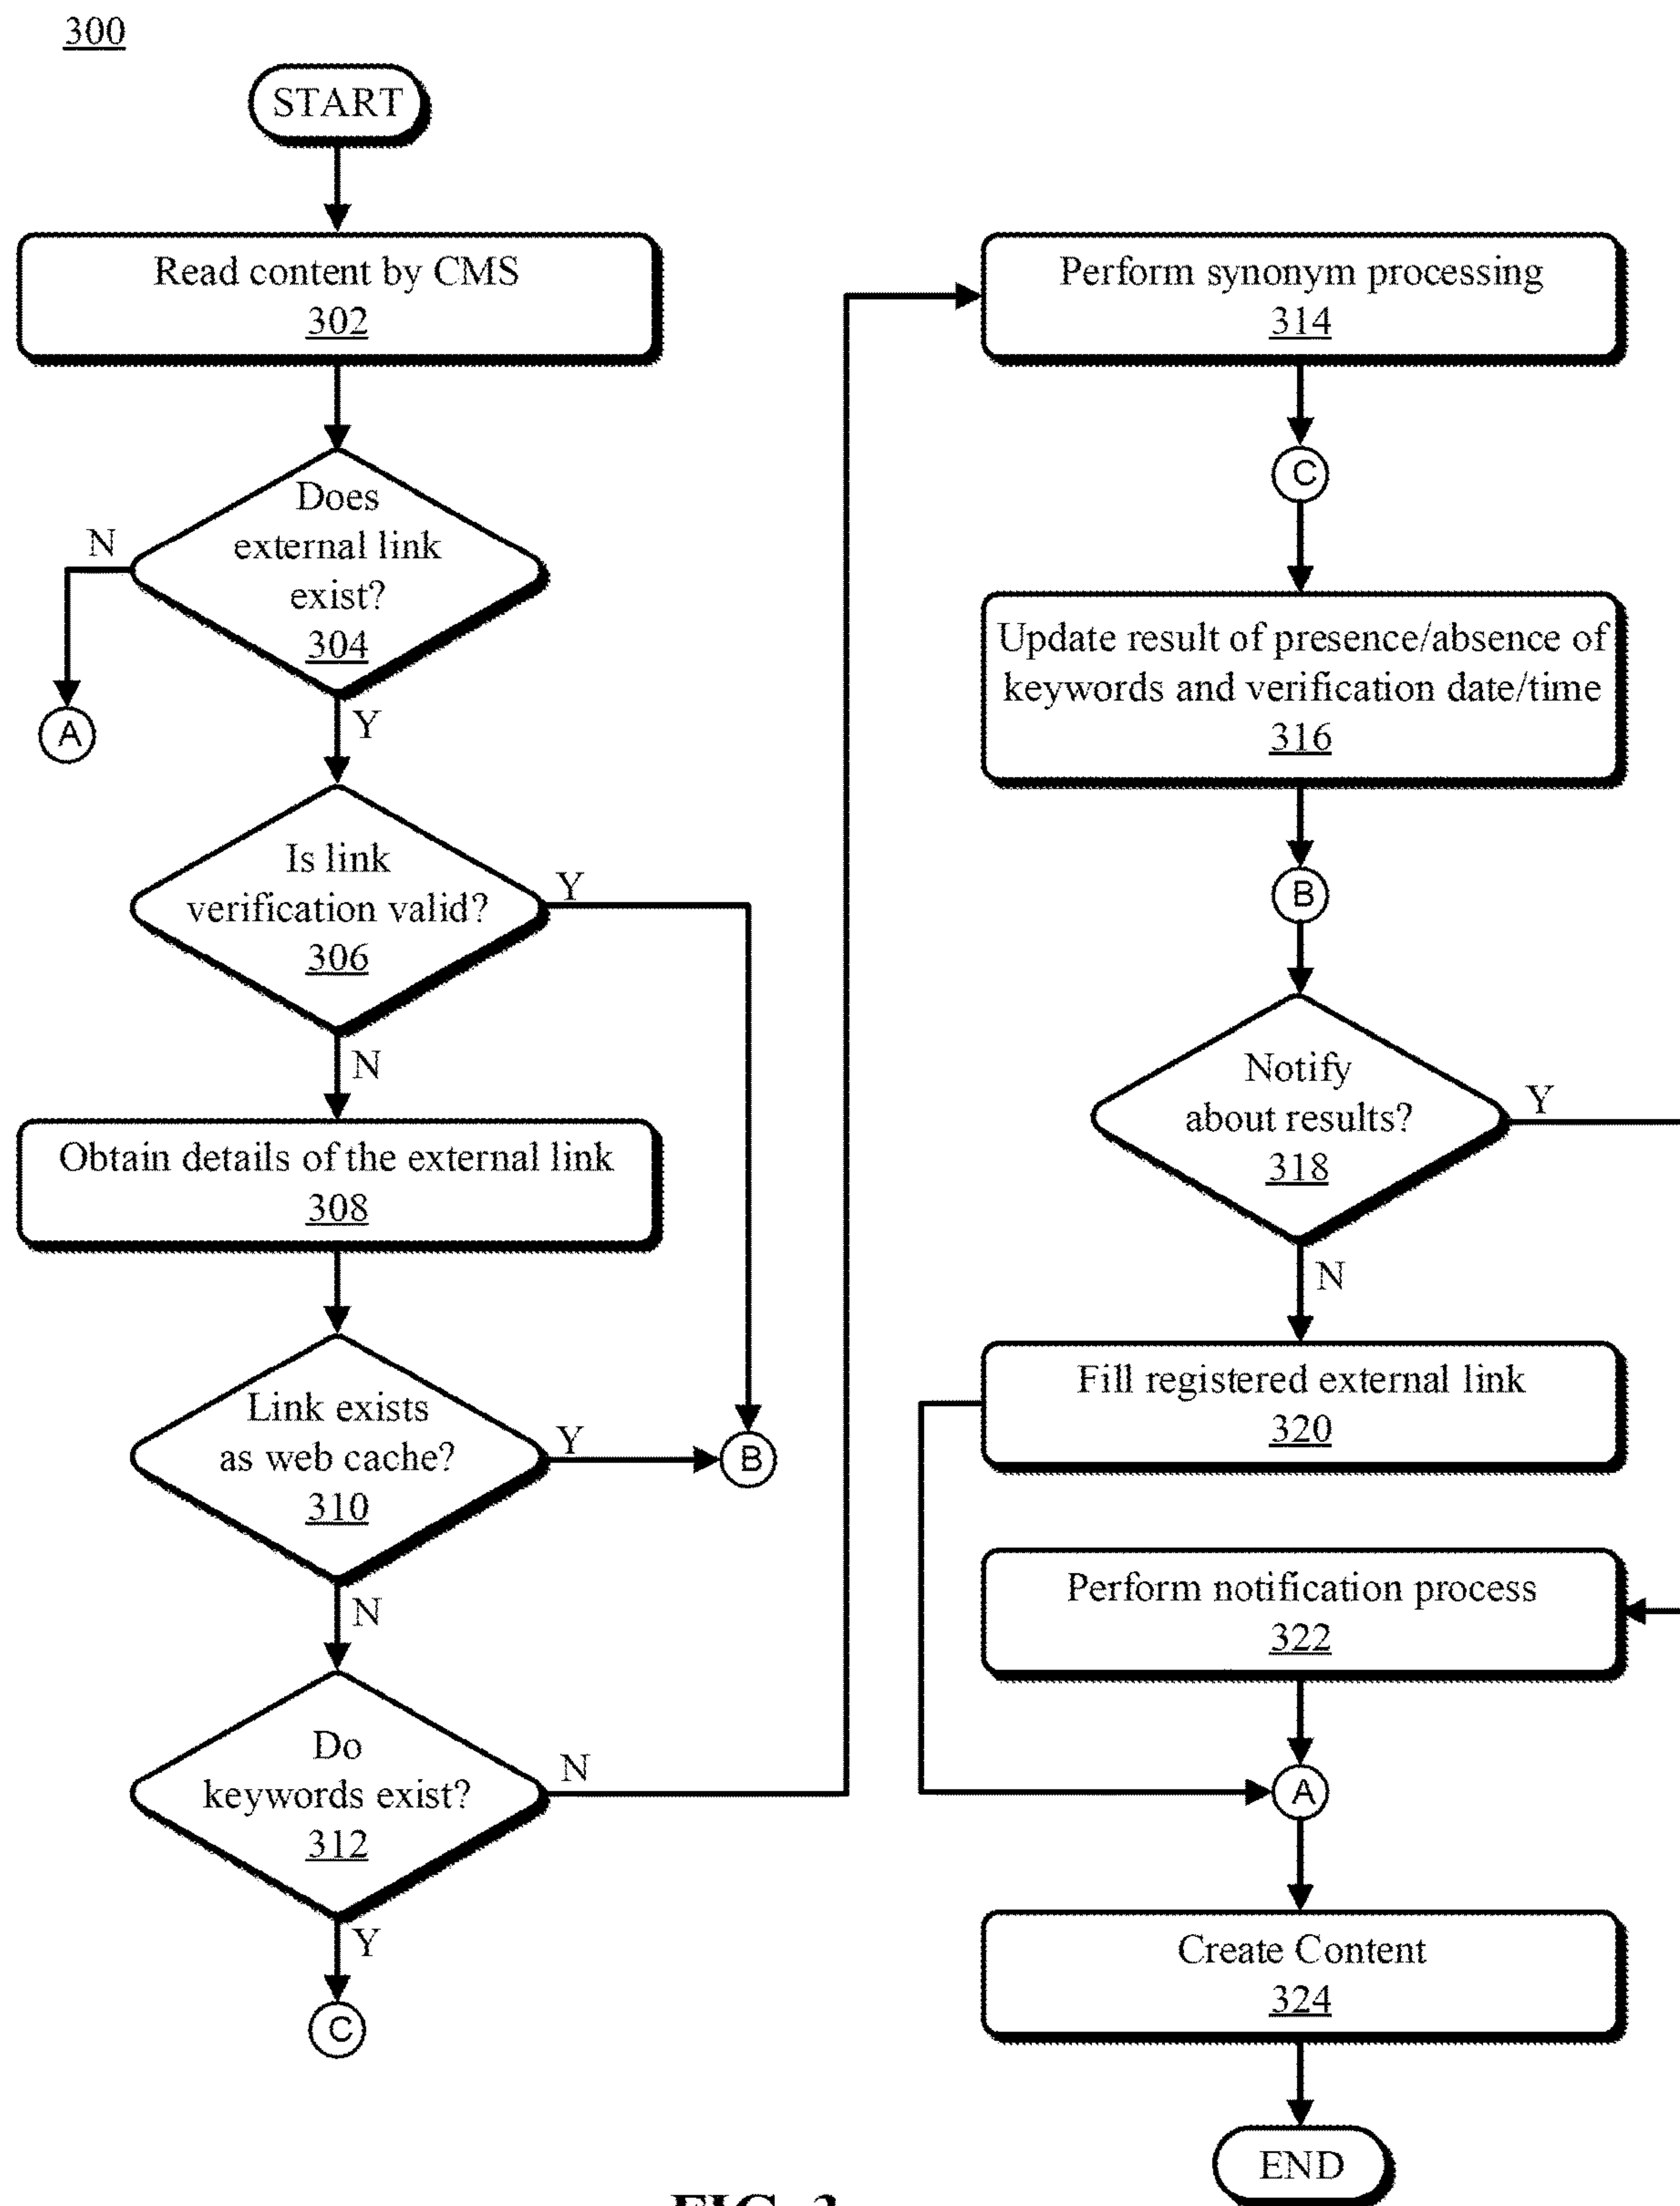 300
START
Read content by CMS
302
Does
external link
exist?
304
N
A
Y
Is link
verification valid?
306
Y
N
Obtain details of the external link
308
Link exists
as web cache?
310
Y
B
N
Do
keywords exist?
312
N
Y
C
Perform synonym processing
314
C
Update result of presence/absence of
keywords and verification date/time
316
B
Notify
about results?
318
Y
N
Fill registered external link
320
Perform notification process
322
A
Create Content
324
END
FIG. 3